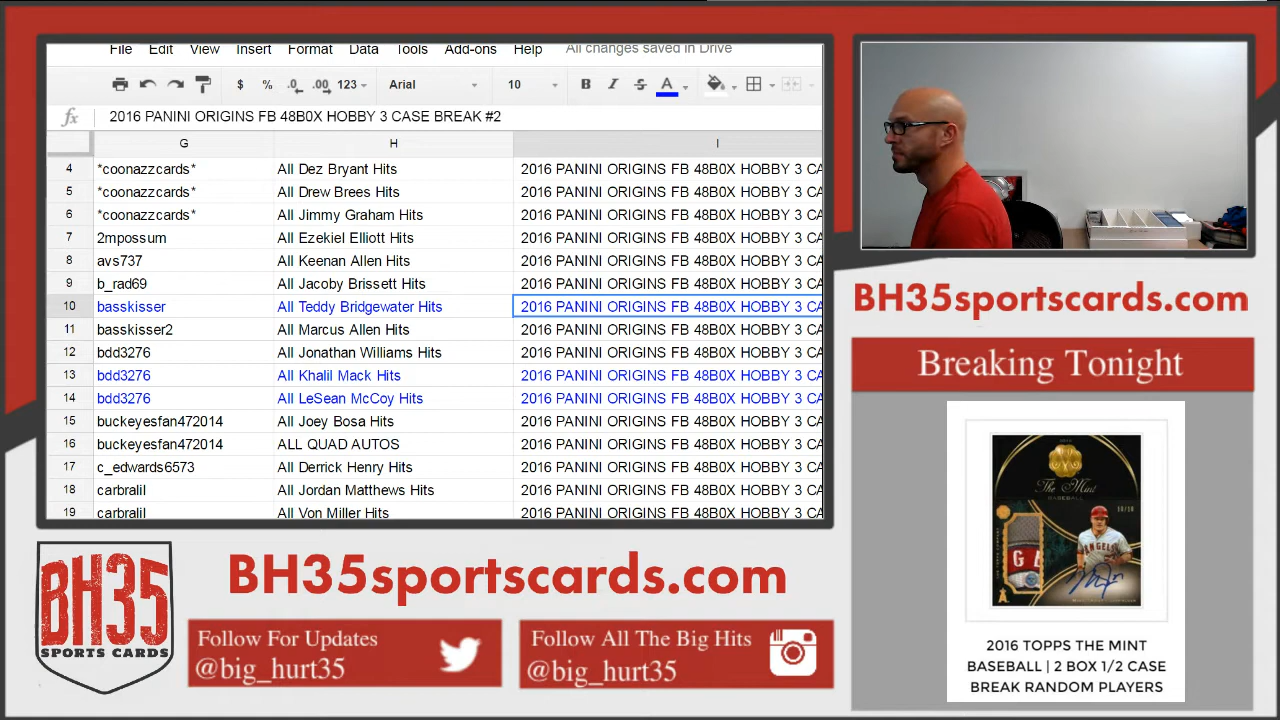 File Edit View Insert Format Data Tools Add-ons Help All changes saved in Drive
$ % .0 .00 123 Arial 10 B I S A
fx 2016 PANINI ORIGINS FB 48B0X HOBBY 3 CASE BREAK #2
G H I
4 *coonazzcards* All Dez Bryant Hits 2016 PANINI ORIGINS FB 48B0X HOBBY 3 CA
5 *coonazzcards* All Drew Brees Hits 2016 PANINI ORIGINS FB 48B0X HOBBY 3 CA
6 *coonazzcards* All Jimmy Graham Hits 2016 PANINI ORIGINS FB 48B0X HOBBY 3 CA
7 2mpossum All Ezekiel Elliott Hits 2016 PANINI ORIGINS FB 48B0X HOBBY 3 CA
8 avs737 All Keenan Allen Hits 2016 PANINI ORIGINS FB 48B0X HOBBY 3 CA
9 b_rad69 All Jacoby Brissett Hits 2016 PANINI ORIGINS FB 48B0X HOBBY 3 CA
10 basskisser All Teddy Bridgewater Hits 2016 PANINI ORIGINS FB 48B0X HOBBY 3 CA
11 basskisser2 All Marcus Allen Hits 2016 PANINI ORIGINS FB 48B0X HOBBY 3 CA
12 bdd3276 All Jonathan Williams Hits 2016 PANINI ORIGINS FB 48B0X HOBBY 3 CA
13 bdd3276 All Khalil Mack Hits 2016 PANINI ORIGINS FB 48B0X HOBBY 3 CA
14 bdd3276 All LeSean McCoy Hits 2016 PANINI ORIGINS FB 48B0X HOBBY 3 CA
15 buckeyesfan472014 All Joey Bosa Hits 2016 PANINI ORIGINS FB 48B0X HOBBY 3 CA
16 buckeyesfan472014 ALL QUAD AUTOS 2016 PANINI ORIGINS FB 48B0X HOBBY 3 CA
17 c_edwards6573 All Derrick Henry Hits 2016 PANINI ORIGINS FB 48B0X HOBBY 3 CA
18 carbralil All Jordan Matthews Hits 2016 PANINI ORIGINS FB 48B0X HOBBY 3 CA
19 carbralil All Von Miller Hits 2016 PANINI ORIGINS FB 48B0X HOBBY 3 CA
BH35sportscards.com
Breaking Tonight
The Mint
BASEBALL
ANGELS
2016 TOPPS THE MINT
BASEBALL | 2 BOX 1/2 CASE
BREAK RANDOM PLAYERS
BH35
SPORTS CARDS
BH35sportscards.com
Follow For Updates
@big_hurt35
Follow All The Big Hits
@big_hurt35